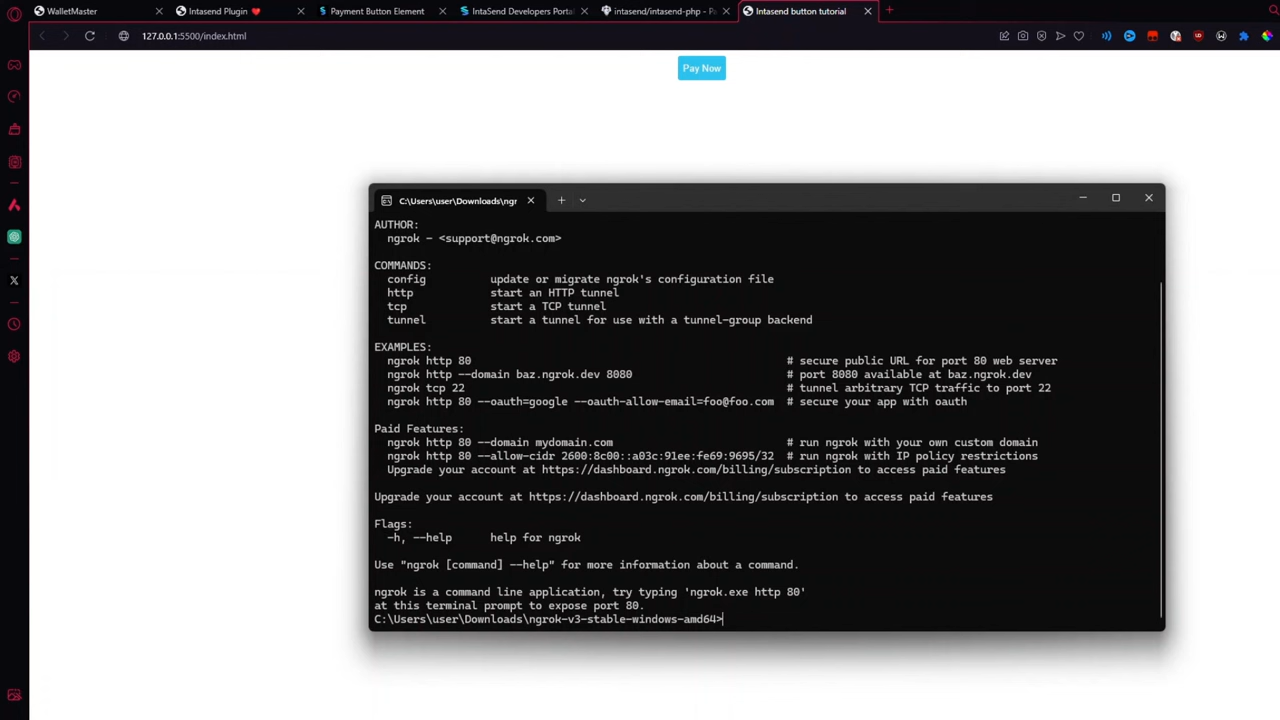 WalletMaster
Intasend Plugin ❤️
Payment Button Element
IntaSend Developers Porta
intasend/intasend-php - Pa
Intasend button tutorial
127.0.0.1:5500/index.html
Pay Now
C:\Users\user\Downloads\ngr
AUTHOR:
ngrok - <support@ngrok.com>
COMMANDS:
config update or migrate ngrok's configuration file
http start an HTTP tunnel
tcp start a TCP tunnel
tunnel start a tunnel for use with a tunnel-group backend
EXAMPLES:
ngrok http 80 # secure public URL for port 80 web server
ngrok http --domain baz.ngrok.dev 8080 # port 8080 available at baz.ngrok.dev
ngrok tcp 22 # tunnel arbitrary TCP traffic to port 22
ngrok http 80 --oauth=google --oauth-allow-email=foo@foo.com # secure your app with oauth
Paid Features:
ngrok http 80 --domain mydomain.com # run ngrok with your own custom domain
ngrok http 80 --allow-cidr 2600:8c00::a03c:91ee:fe69:9695/32 # run ngrok with IP policy restrictions
Upgrade your account at https://dashboard.ngrok.com/billing/subscription to access paid features
Upgrade your account at https://dashboard.ngrok.com/billing/subscription to access paid features
Flags:
-h, --help help for ngrok
Use "ngrok [command] --help" for more information about a command.
ngrok is a command line application, try typing 'ngrok.exe http 80'
at this terminal prompt to expose port 80.
C:\Users\user\Downloads\ngrok-v3-stable-windows-amd64>